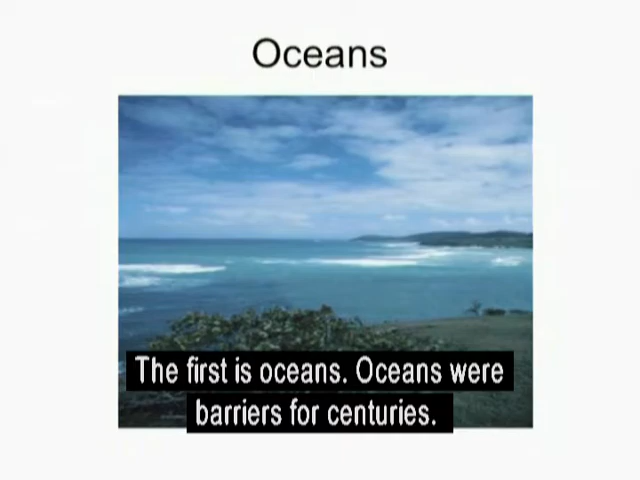 Oceans
The first is oceans. Oceans were
barriers for centuries.